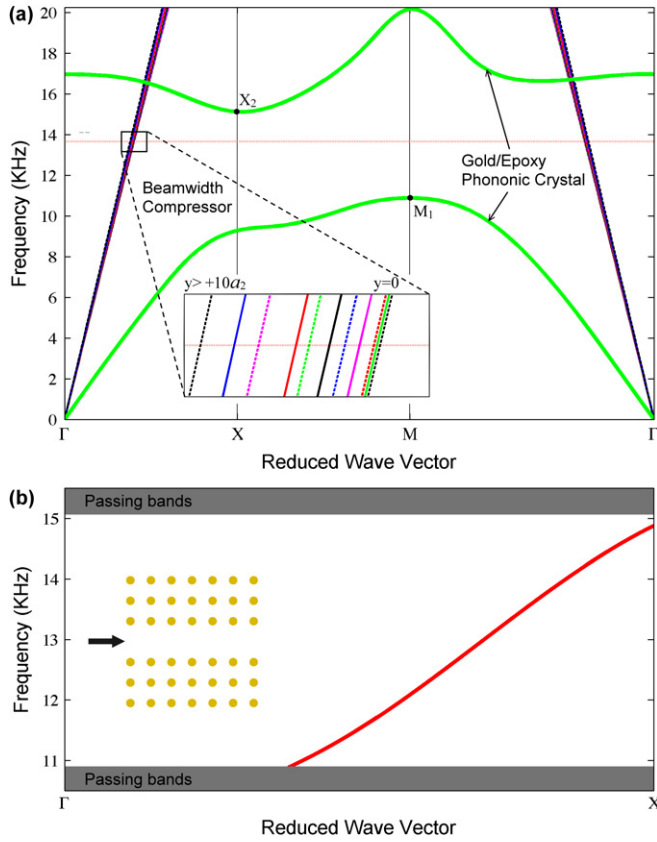 (a)
20
18
16
14
12
10
8
6
4
2
0
Frequency (KHz)
X2
M1
Gold/Epoxy
Phononic Crystal
Beamwidth
Compressor
y> +10a2
y=0
Γ
X
M
Γ
Reduced Wave Vector
(b)
Passing bands
15
14
13
12
11
Frequency (KHz)
Passing bands
Γ
X
Reduced Wave Vector